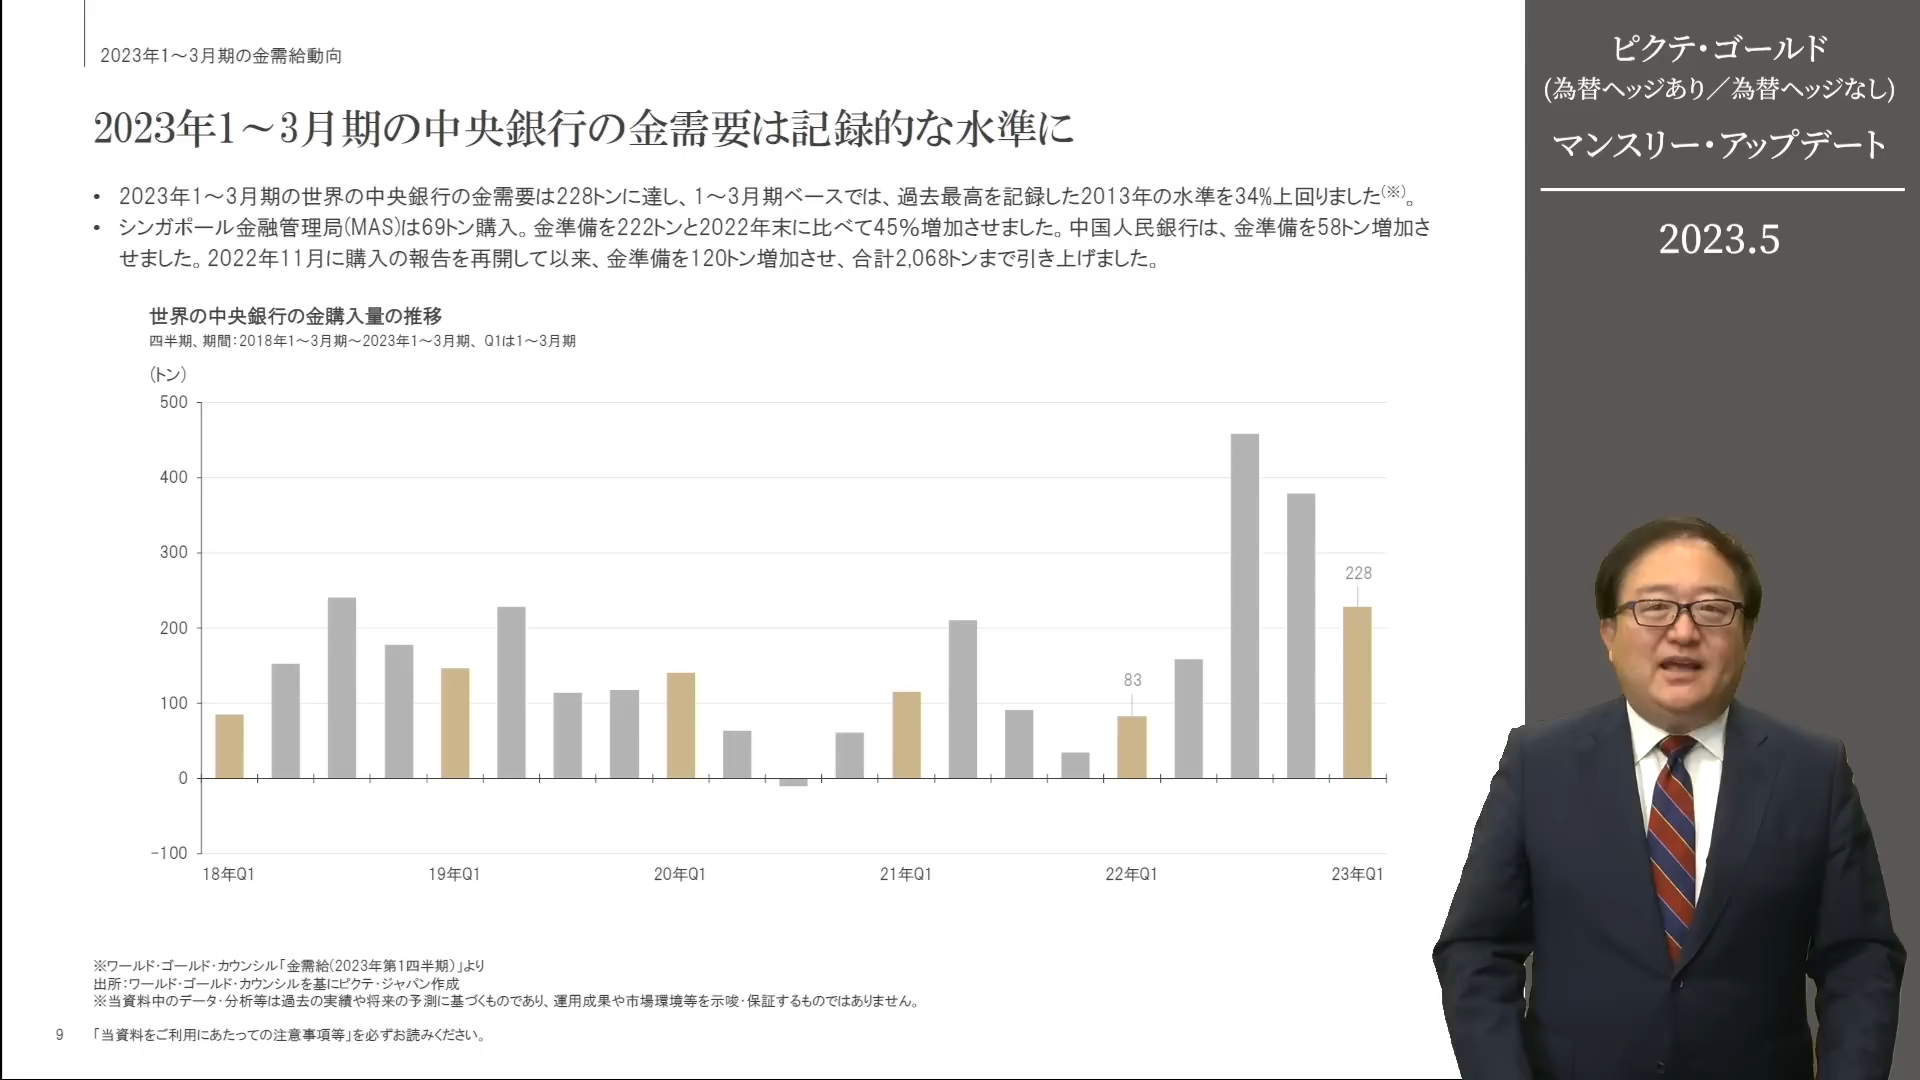 2023年1～3月期の金需給動向
2023年1～3月期の中央銀行の金需要は記録的な水準に
• 2023年1～3月期の世界の中央銀行の金需要は228トンに達し、1～3月期ベースでは、過去最高を記録した2013年の水準を34%上回りました(※)。
• シンガポール金融管理局(MAS)は69トン購入。金準備を222トンと2022年末に比べて45%増加させました。中国人民銀行は、金準備を58トン増加さ
せました。2022年11月に購入の報告を再開して以来、金準備を120トン増加させ、合計2,068トンまで引き上げました。
世界の中央銀行の金購入量の推移
四半期、期間：2018年1～3月期～2023年1～3月期、Q1は1～3月期
(トン)
500
400
300
200
100
0
-100
83
228
18年Q1 19年Q1 20年Q1 21年Q1 22年Q1 23年Q1
※ワールド・ゴールド・カウンシル「金需給(2023年第1四半期)」より
出所：ワールド・ゴールド・カウンシルを基にピクテ・ジャパン作成
※当資料中のデータ・分析等は過去の実績や将来の予測に基づくものであり、運用成果や市場環境等を示唆・保証するものではありません。
9 「当資料をご利用にあたっての注意事項等」を必ずお読みください。
ピクテ・ゴールド
(為替ヘッジあり／為替ヘッジなし)
マンスリー・アップデート
2023.5